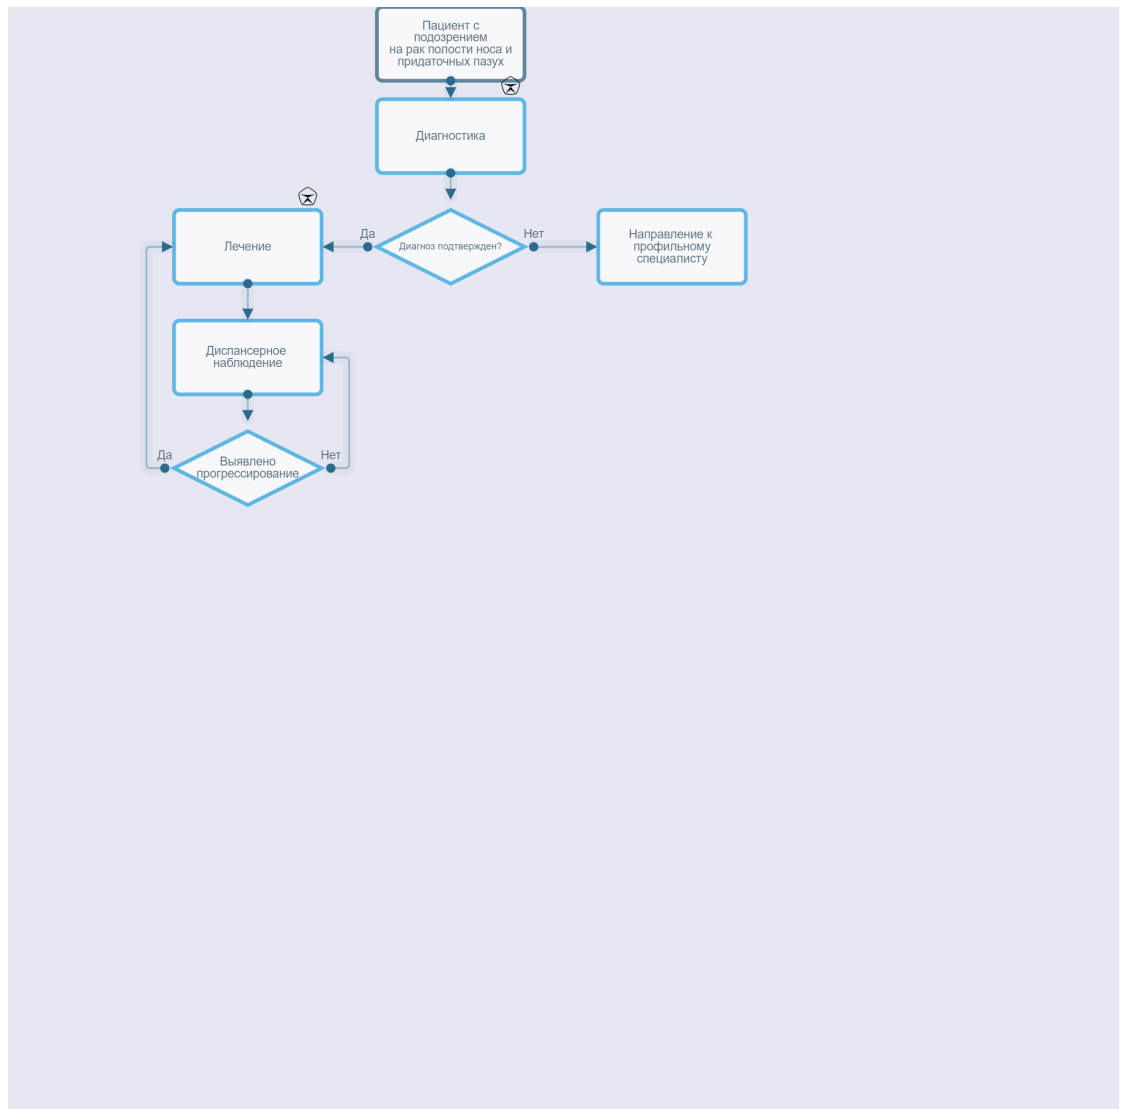 Пациент с
подозрением
на рак полости носа и
придаточных пазух
Диагностика
Да
Диагноз подтвержден?
Нет
Лечение
Направление к
профильному
специалисту
Диспансерное
наблюдение
Да
Выявлено
прогрессирование
Нет